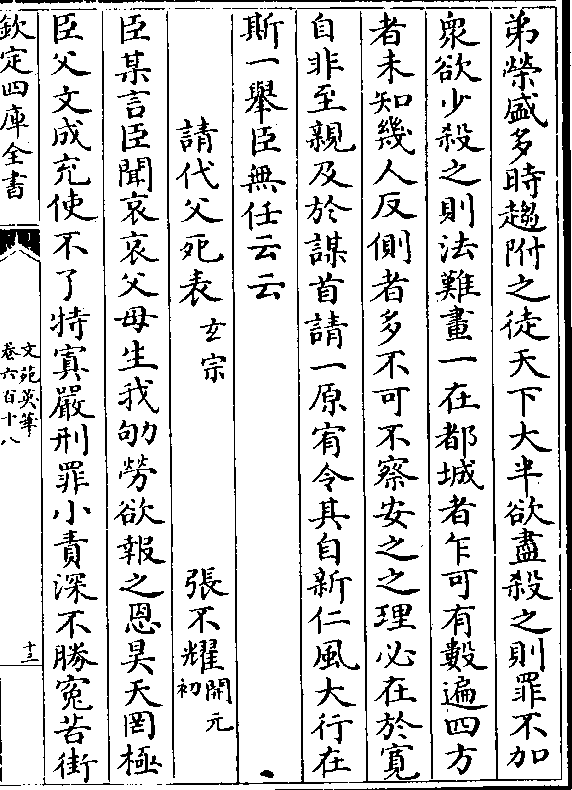 弟榮盛多時趨附之徒天下大半欲盡殺之則罪不加
衆欲少殺之則法難畫一在都城者乍可有數遍四方
者未知幾人反側者多不可不察安之之理必在於寛
自非至親及於謀首請一原宥令其自新仁風大行在
斯一舉臣無任云云
請代父死表 玄宗 張不耀 開元初
臣某言臣聞哀哀父母生我劬勞欲報之恩昊天罔極
臣父文成充使不了特寘嚴刑罪小責深不勝寃苦街
欽定四庫全書
文苑英華
卷六百十八
十三